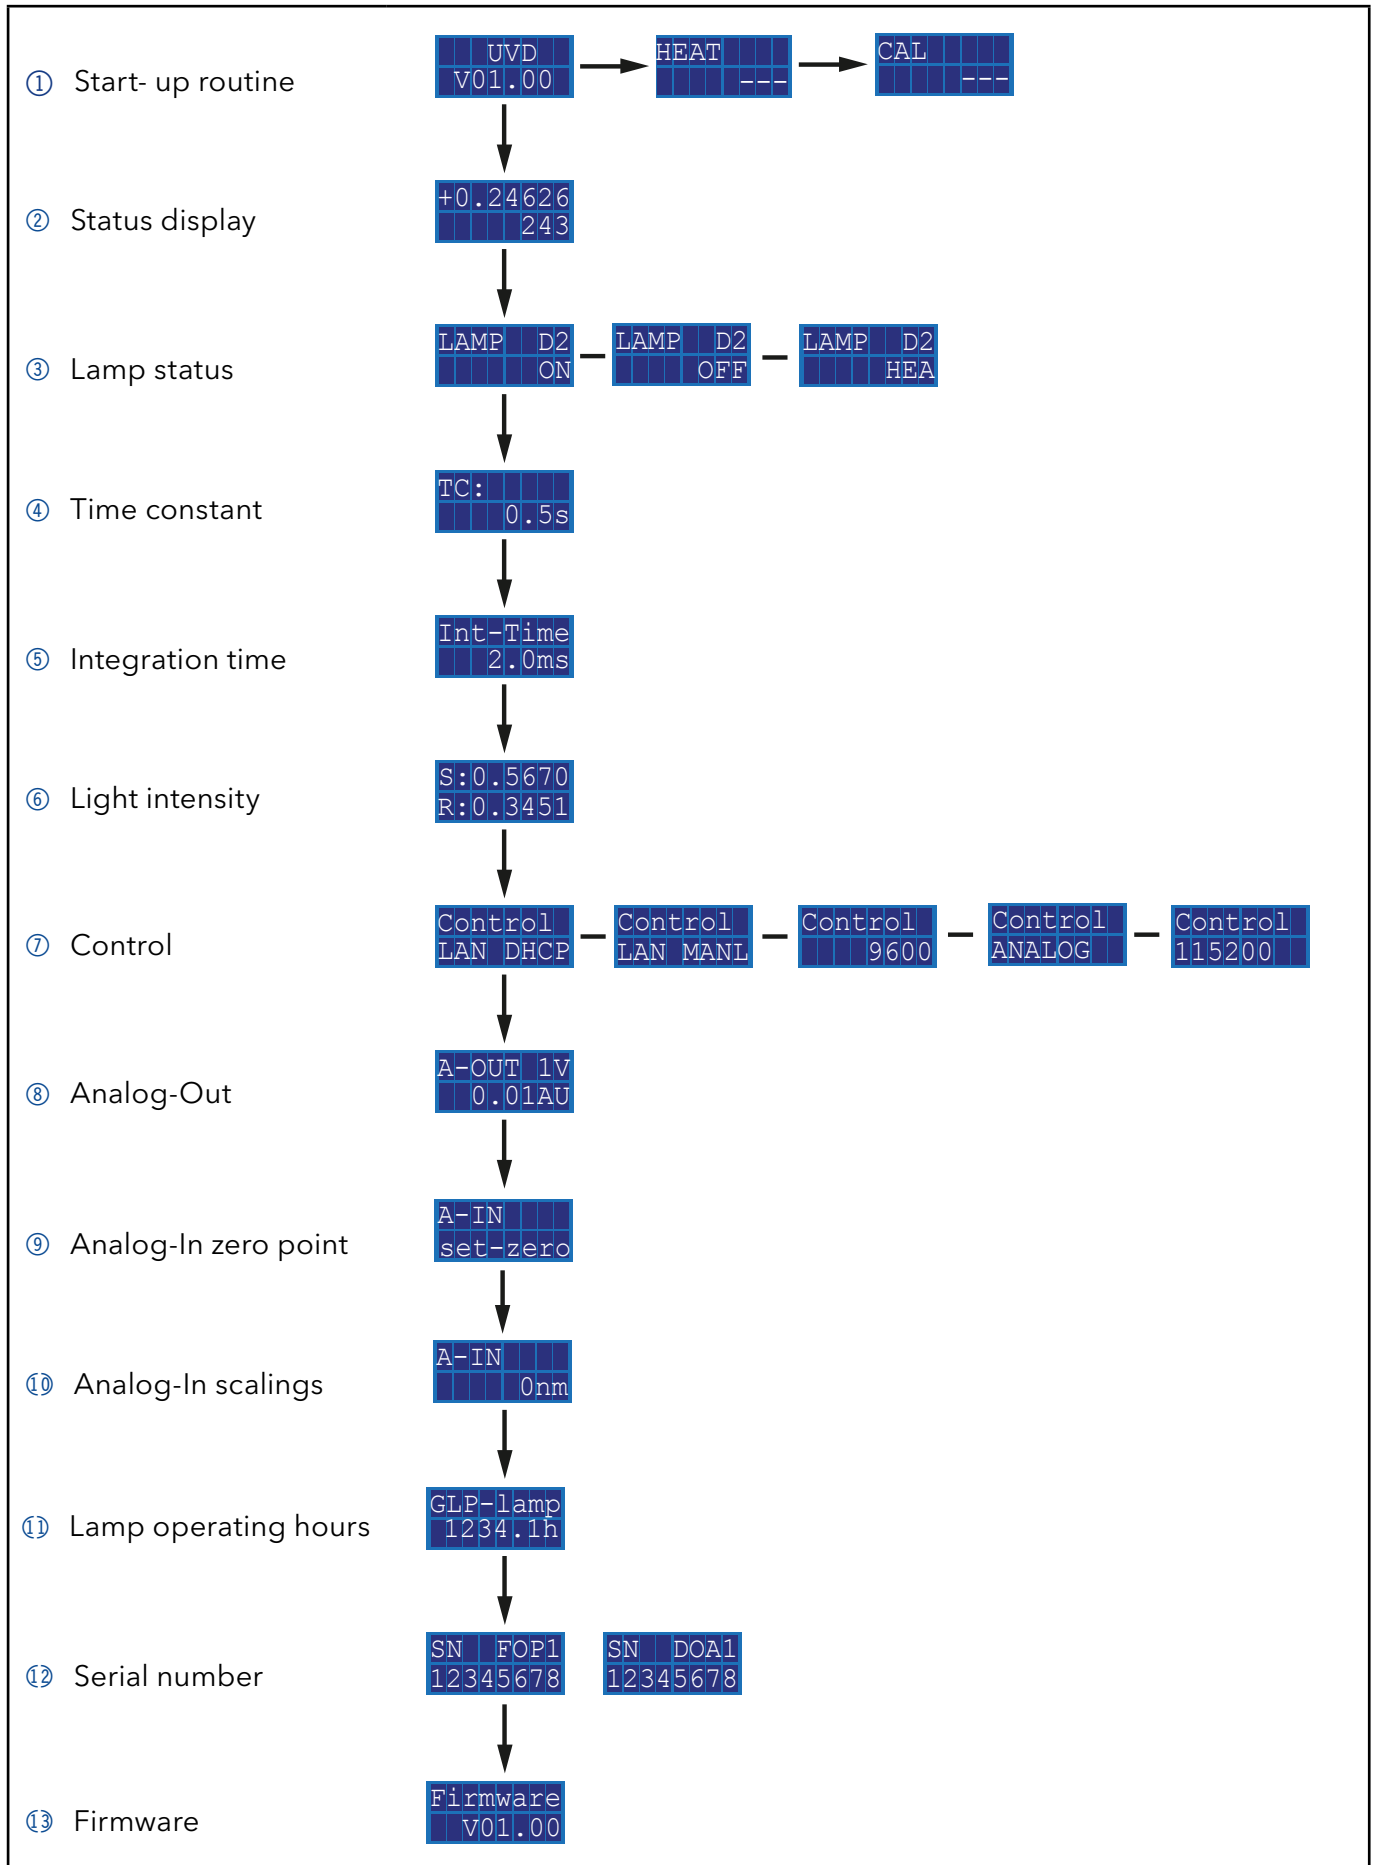 ① Start- up routine
UVD
V01.00
HEAT
---
CAL
---
② Status display
+0.24626
243
③ Lamp status
LAMP D2
ON
LAMP D2
OFF
LAMP D2
HEA
④ Time constant
TC:
0.5s
⑤ Integration time
Int-Time
2.0ms
⑥ Light intensity
S:0.5670
R:0.3451
⑦ Control
Control
LAN DHCP
Control
LAN MANL
Control
9600
Control
ANALOG
Control
115200
⑧ Analog-Out
A-OUT 1V
0.01AU
⑨ Analog-In zero point
A-IN
set-zero
⑩ Analog-In scalings
A-IN
0nm
⑪ Lamp operating hours
GLP-lamp
1234.1h
⑫ Serial number
SN FOP1
12345678
SN DOA1
12345678
⑬ Firmware
Firmware
V01.00